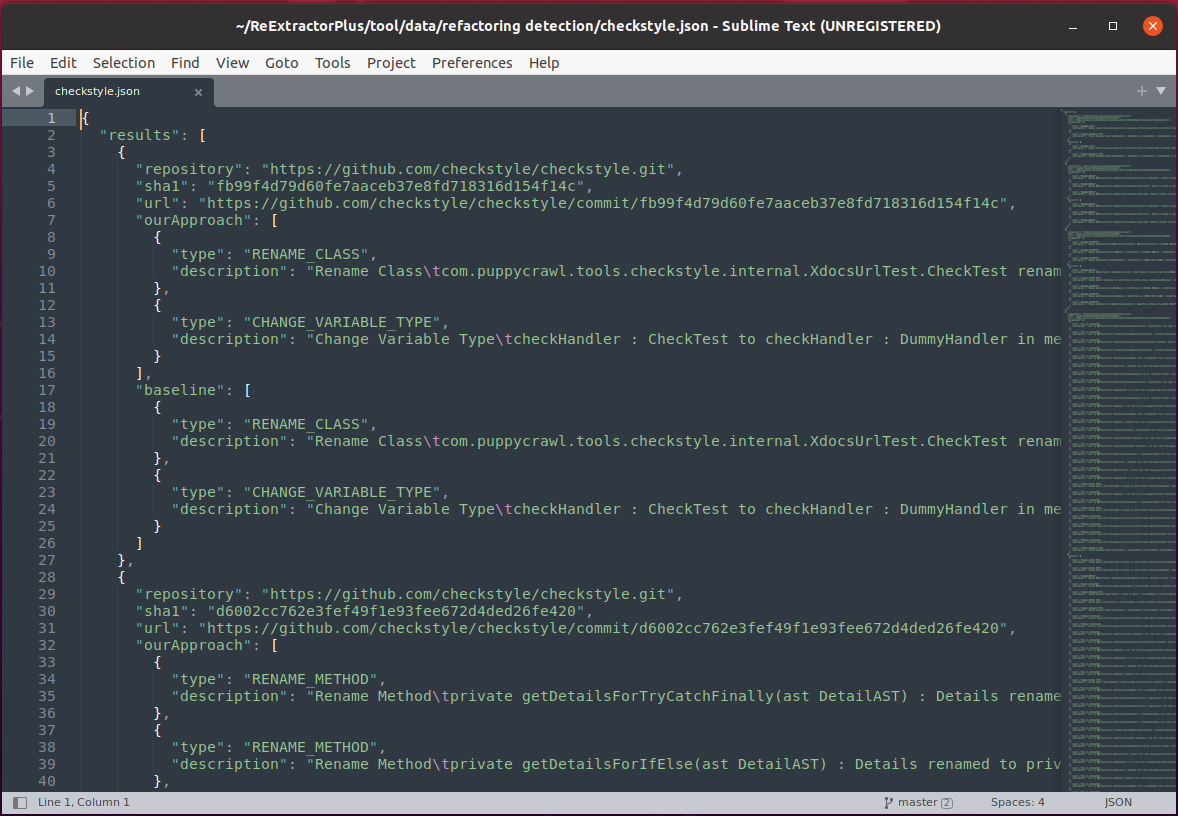 ~/ReExtractorPlus/tool/data/refactoring detection/checkstyle.json - Sublime Text (UNREGISTERED)
File Edit Selection Find View Goto Tools Project Preferences Help
checkstyle.json
1 {
2 "results": [
3 {
4 "repository": "https://github.com/checkstyle/checkstyle.git",
5 "sha1": "fb99f4d79d60fe7aaceb37e8fd718316d154f14c",
6 "url": "https://github.com/checkstyle/checkstyle/commit/fb99f4d79d60fe7aaceb37e8fd718316d154f14c",
7 "ourApproach": [
8 {
9 "type": "RENAME_CLASS",
10 "description": "Rename Class\tcom.puppycrawl.tools.checkstyle.internal.XdocsUrlTest.CheckTest renam
11 },
12 {
13 "type": "CHANGE_VARIABLE_TYPE",
14 "description": "Change Variable Type\tcheckHandler : CheckTest to checkHandler : DummyHandler in me
15 }
16 ],
17 "baseline": [
18 {
19 "type": "RENAME_CLASS",
20 "description": "Rename Class\tcom.puppycrawl.tools.checkstyle.internal.XdocsUrlTest.CheckTest renam
21 },
22 {
23 "type": "CHANGE_VARIABLE_TYPE",
24 "description": "Change Variable Type\tcheckHandler : CheckTest to checkHandler : DummyHandler in me
25 }
26 ]
27 },
28 {
29 "repository": "https://github.com/checkstyle/checkstyle.git",
30 "sha1": "d6002cc762e3fef49f1e93fee672d4ded26fe420",
31 "url": "https://github.com/checkstyle/checkstyle/commit/d6002cc762e3fef49f1e93fee672d4ded26fe420",
32 "ourApproach": [
33 {
34 "type": "RENAME_METHOD",
35 "description": "Rename Method\tprivate getDetailsForTryCatchFinally(ast DetailAST) : Details rename
36 },
37 {
38 "type": "RENAME_METHOD",
39 "description": "Rename Method\tprivate getDetailsForIfElse(ast DetailAST) : Details renamed to priv
40 },
Line 1, Column 1 master 2 Spaces: 4 JSON